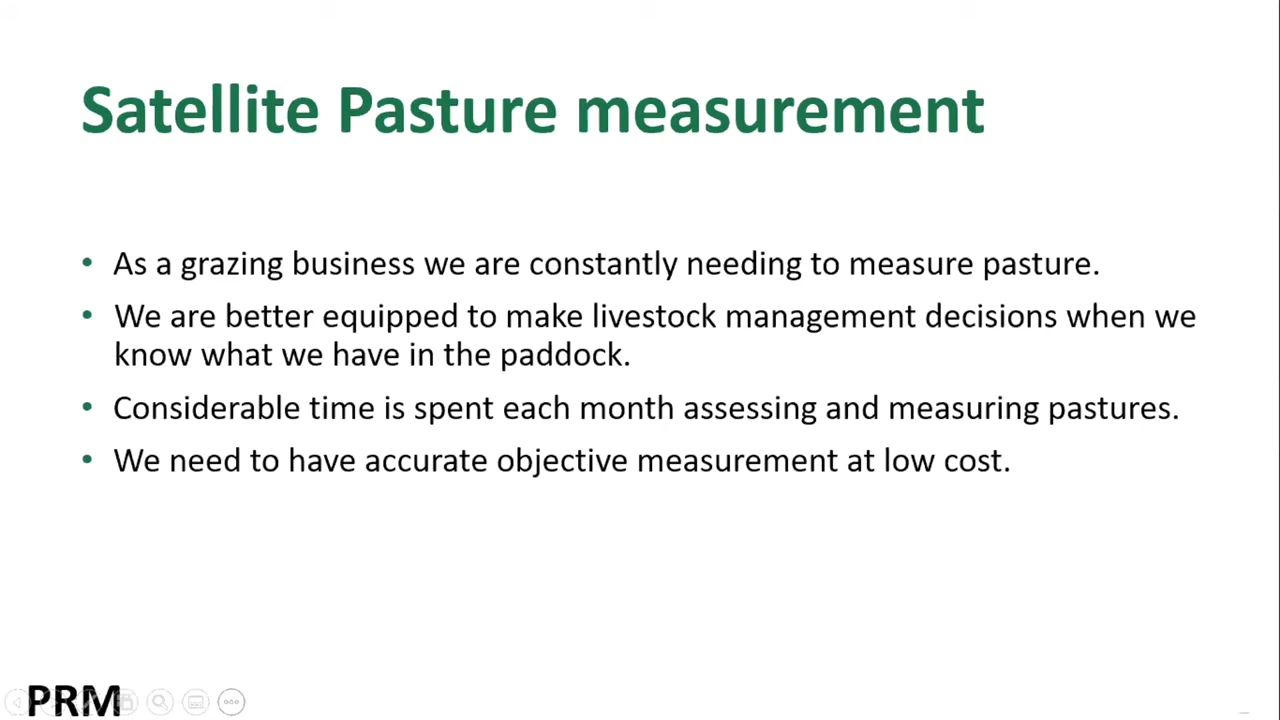 Satellite Pasture measurement
• As a grazing business we are constantly needing to measure pasture.
• We are better equipped to make livestock management decisions when we
know what we have in the paddock.
• Considerable time is spent each month assessing and measuring pastures.
• We need to have accurate objective measurement at low cost.
PRM